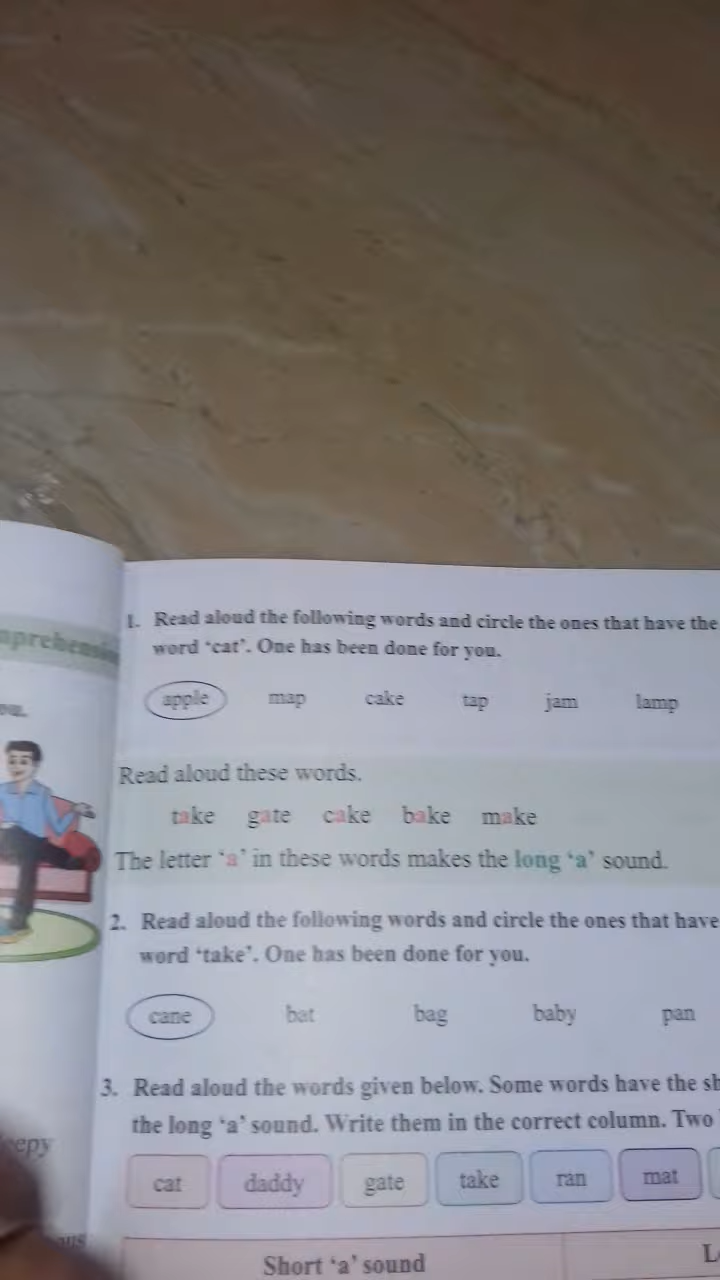 1. Read aloud the following words and circle the ones that have the
word ‘cat’. One has been done for you.
apple map cake tap jam lamp
Read aloud these words.
take gate cake bake make
The letter ‘a’ in these words makes the long ‘a’ sound.
2. Read aloud the following words and circle the ones that have
word ‘take’. One has been done for you.
cane bat bag baby pan
3. Read aloud the words given below. Some words have the sh
the long ‘a’ sound. Write them in the correct column. Two
cat daddy gate take ran mat
Short ‘a’ sound